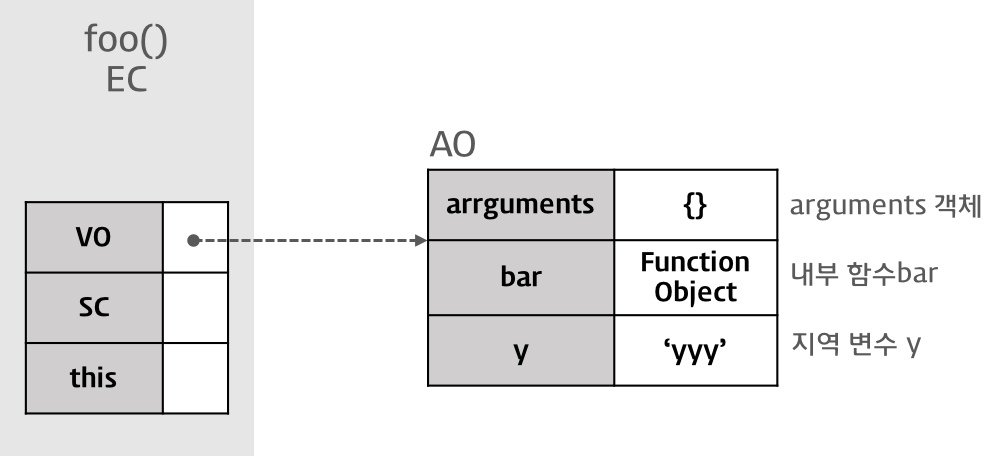 foo()
EC
VO
SC
this
AO
arrguments
{}
arguments 객체
bar
Function
Object
내부 함수bar
y
‘yyy’
지역 변수 y